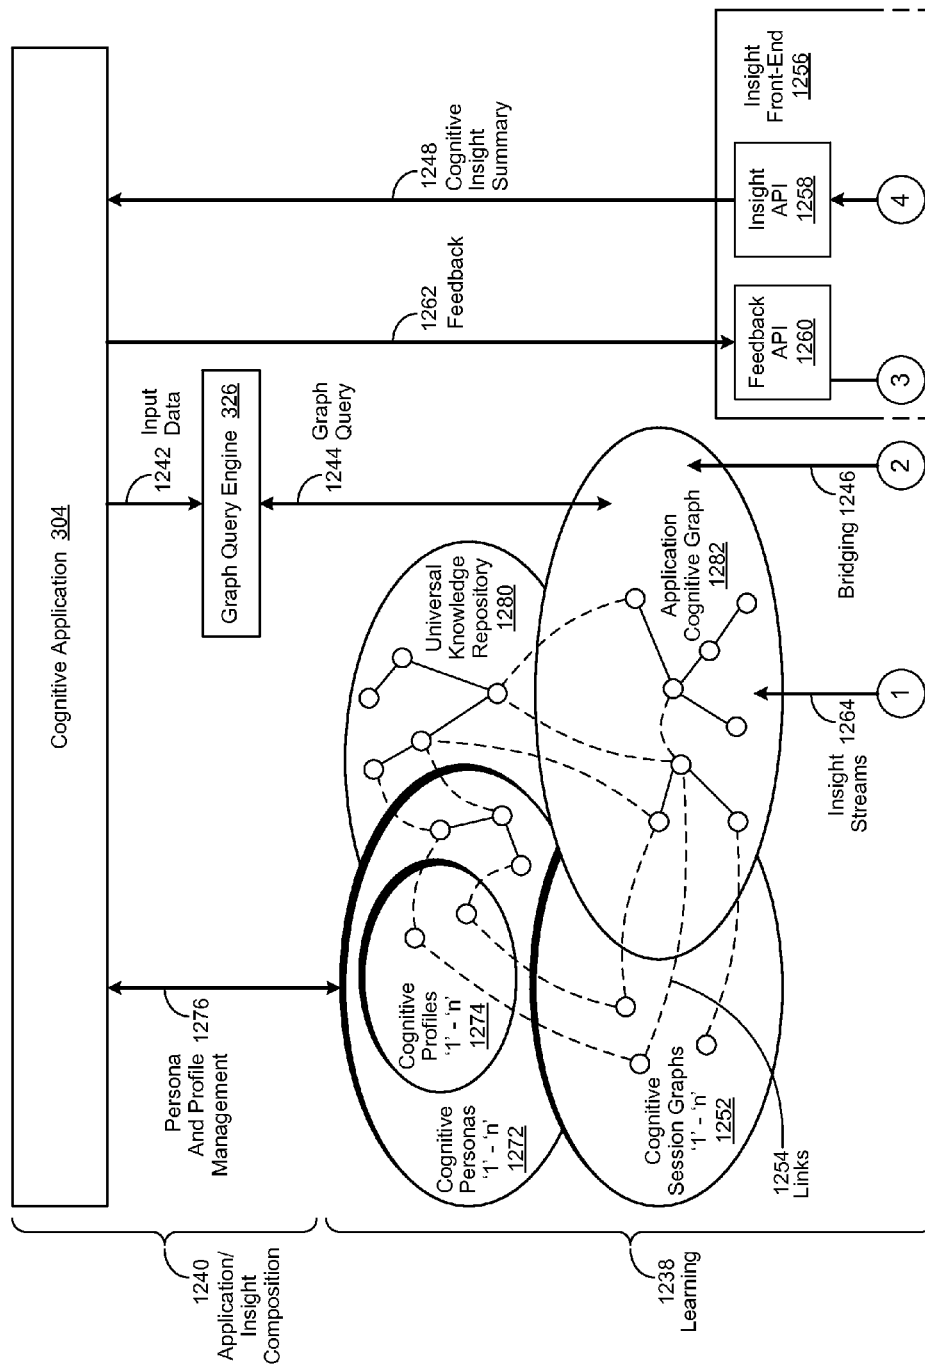 Cognitive Application 304
1240
Application/
Insight
Composition
Persona
And Profile
Management
1276
1242
Input
Data
1262
Feedback
1248
Cognitive
Insight
Summary
Graph Query Engine 326
1244
Graph
Query
1238
Learning
Cognitive
Personas
'1' - 'n'
1272
Cognitive
Profiles
'1' - 'n'
1274
Universal
Knowledge
Repository
1280
Cognitive
Session Graphs
'1' - 'n'
1252
1254
Links
Application
Cognitive Graph
1282
Insight
Streams
1264
Bridging 1246
Feedback
API
1260
Insight
API
1258
Insight
Front-End
1256
1
2
3
4